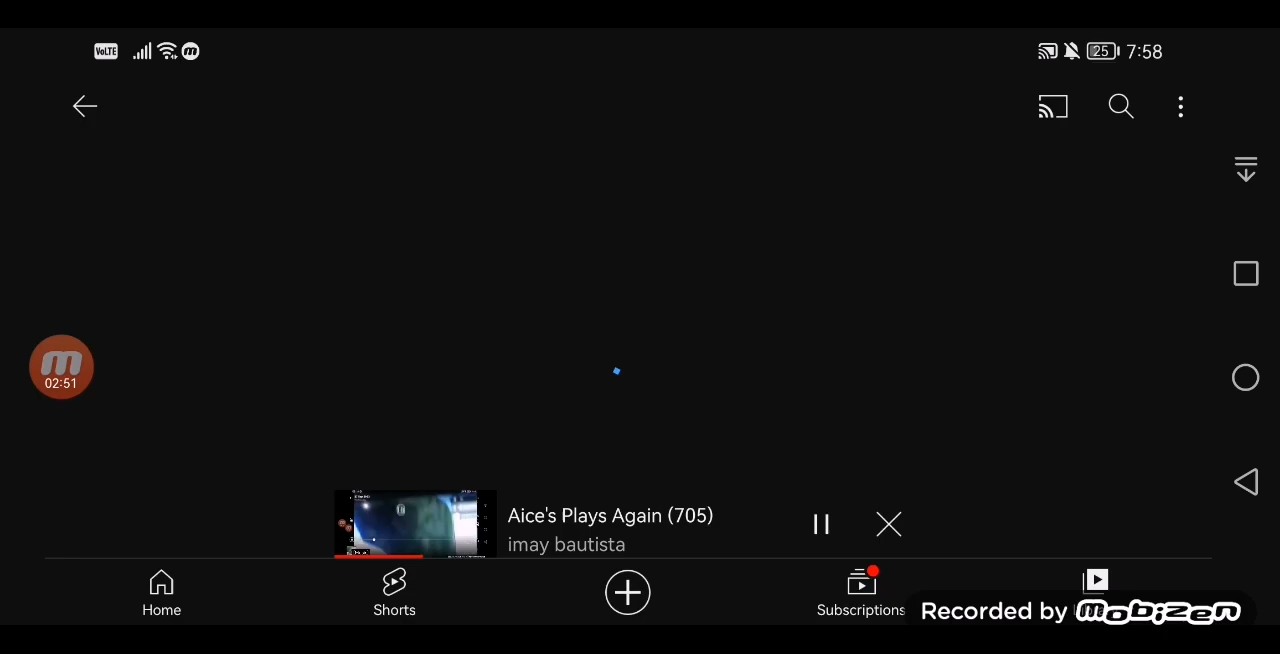 VoLTE
25
7:58
02:51
Aice's Plays Again (705)
imay bautista
Home
Shorts
Subscriptions
Recorded by Mobizen